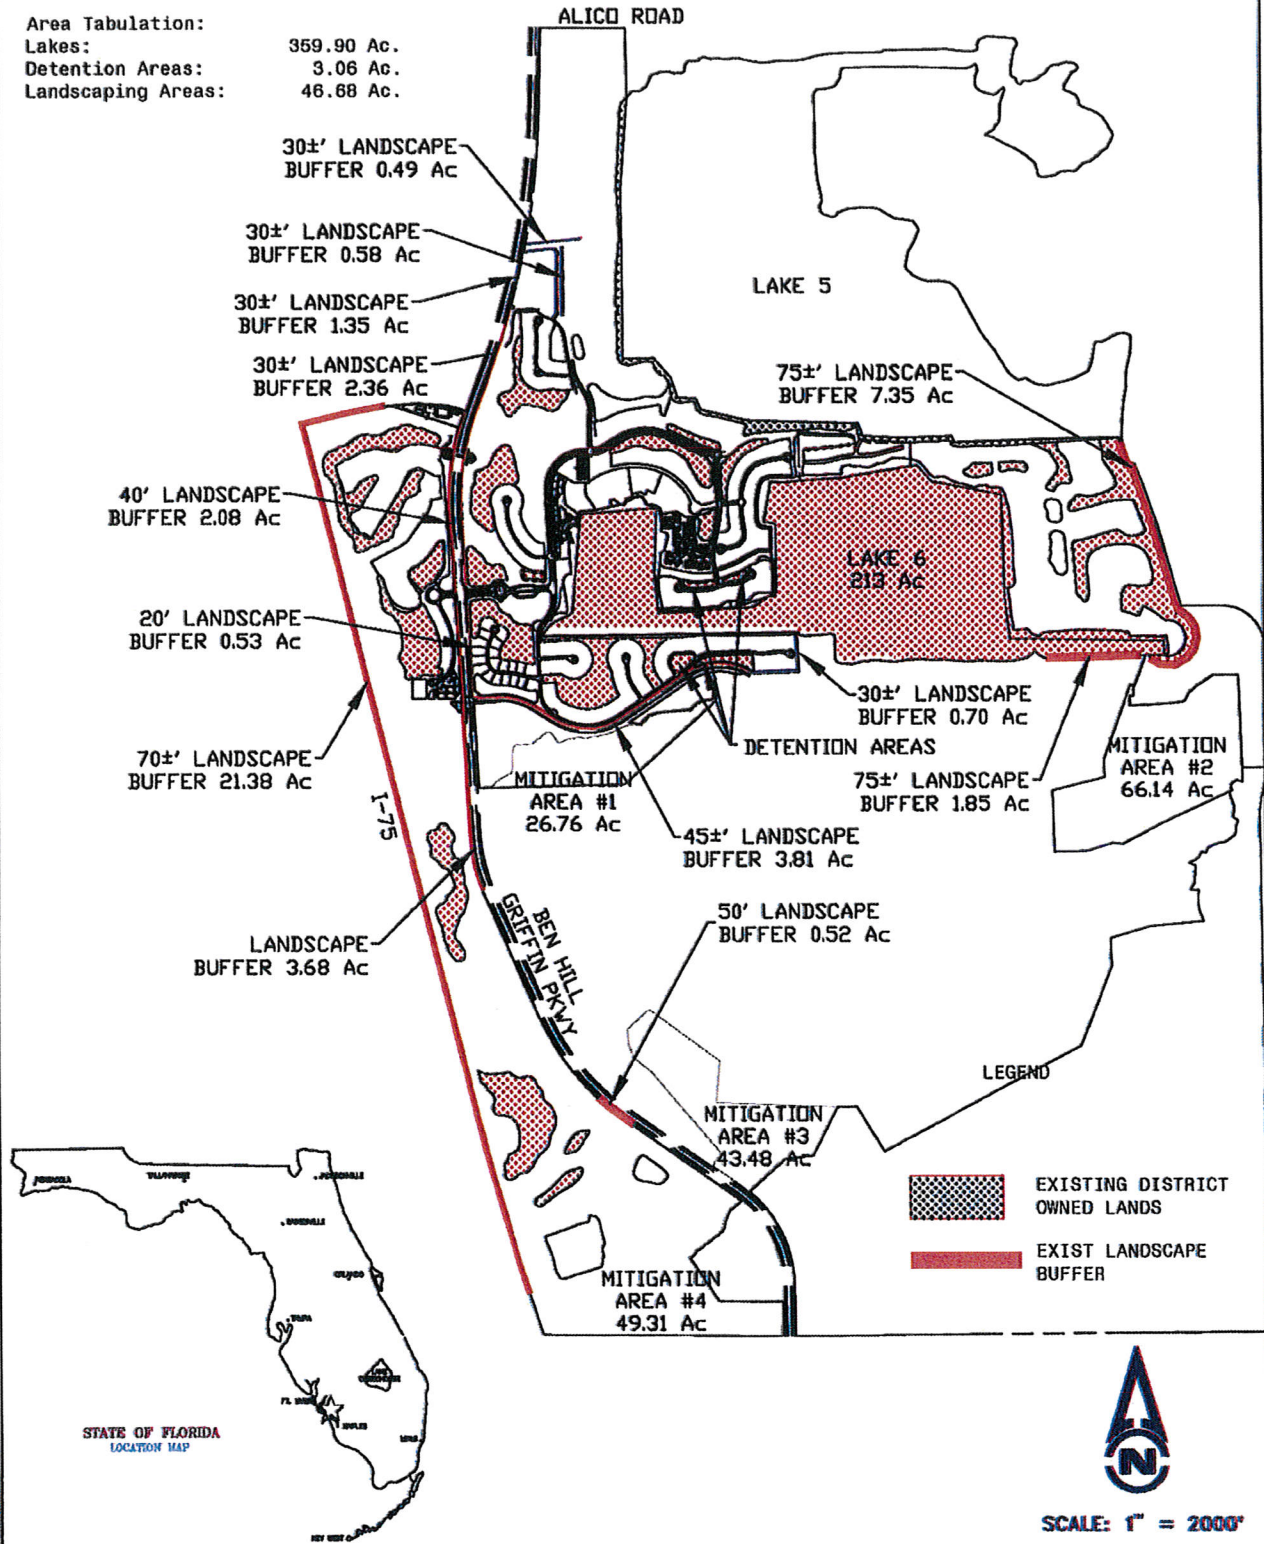 Area Tabulation:
Lakes: 359.90 Ac.
Detention Areas: 3.06 Ac.
Landscaping Areas: 46.68 Ac.
ALICO ROAD
30±' LANDSCAPE
BUFFER 0.49 Ac
30±' LANDSCAPE
BUFFER 0.58 Ac
30±' LANDSCAPE
BUFFER 1.35 Ac
30±' LANDSCAPE
BUFFER 2.36 Ac
LAKE 5
75±' LANDSCAPE
BUFFER 7.35 Ac
40' LANDSCAPE
BUFFER 2.08 Ac
LAKE 6
213 Ac
20' LANDSCAPE
BUFFER 0.53 Ac
30±' LANDSCAPE
BUFFER 0.70 Ac
DETENTION AREAS
70±' LANDSCAPE
BUFFER 21.38 Ac
I-75
MITIGATION
AREA #1
26.76 Ac
75±' LANDSCAPE
BUFFER 1.85 Ac
MITIGATION
AREA #2
66.14 Ac
45±' LANDSCAPE
BUFFER 3.81 Ac
LANDSCAPE
BUFFER 3.68 Ac
BEN HILL
GRIFFIN PKWY
50' LANDSCAPE
BUFFER 0.52 Ac
LEGEND
MITIGATION
AREA #3
43.48 Ac
EXISTING DISTRICT
OWNED LANDS
EXIST LANDSCAPE
BUFFER
MITIGATION
AREA #4
49.31 Ac
TAMPA
NAPLES
KEY WEST
STATE OF FLORIDA
LOCATION MAP
N
SCALE: 1" = 2000'